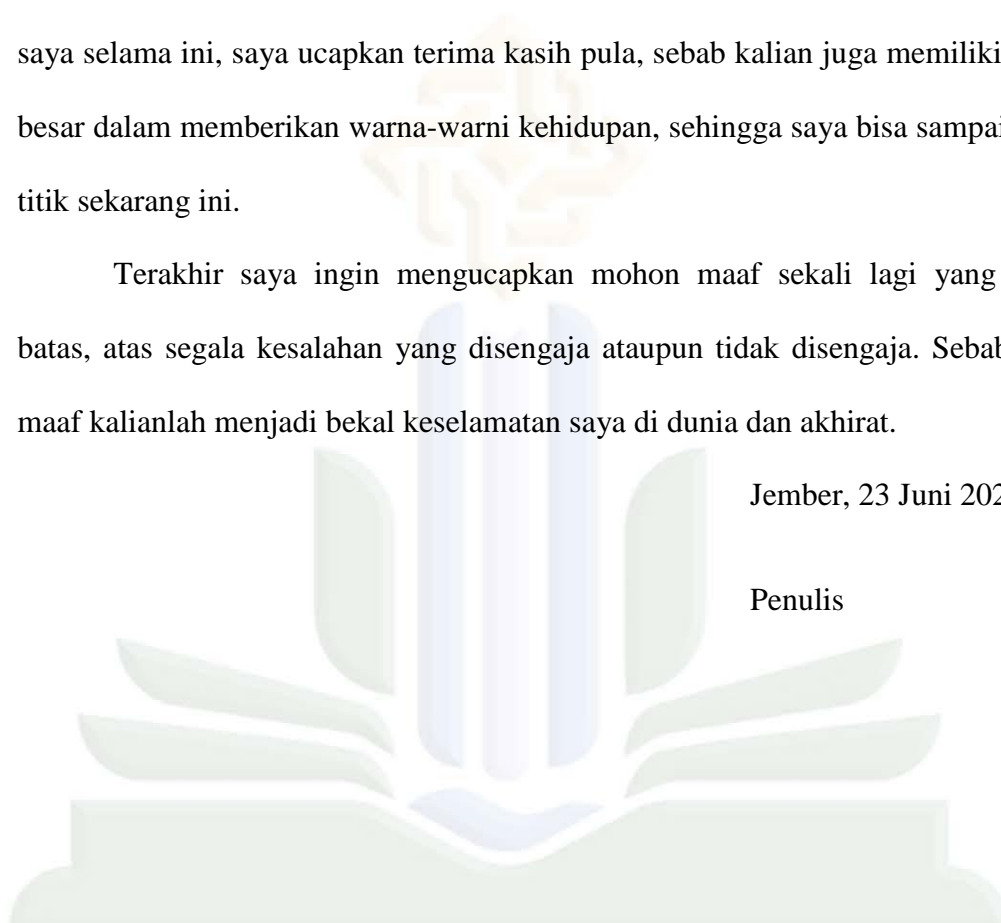 saya selama ini, saya ucapkan terima kasih pula, sebab kalian juga memiliki
besar dalam memberikan warna-warni kehidupan, sehingga saya bisa sampai
titik sekarang ini.
Terakhir saya ingin mengucapkan mohon maaf sekali lagi yang
batas, atas segala kesalahan yang disengaja ataupun tidak disengaja. Sebab
maaf kalianlah menjadi bekal keselamatan saya di dunia dan akhirat.
Jember, 23 Juni 202
Penulis